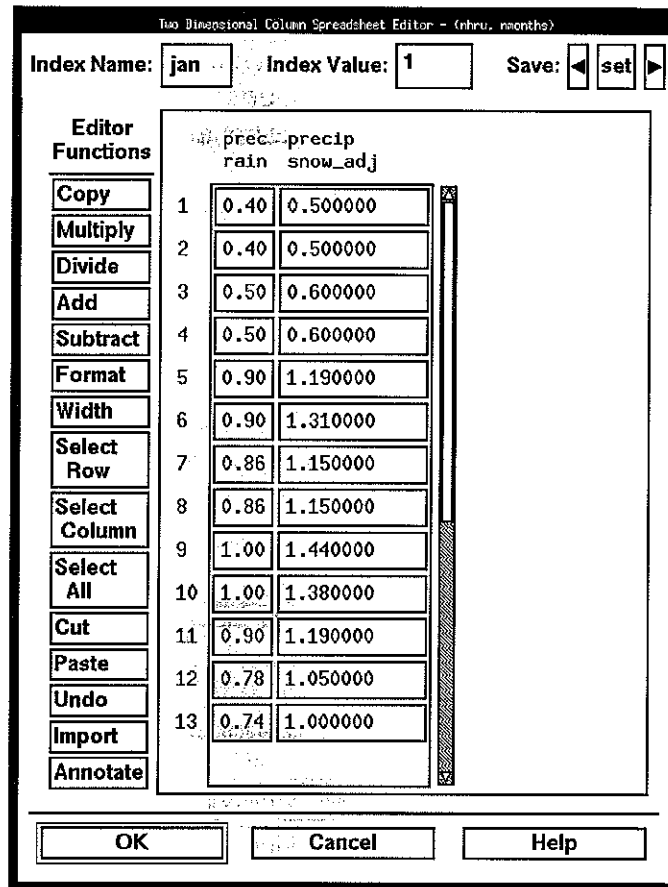 Two Dimensional Column Spreadsheet Editor - (nhru, nmonths)
Index Name: jan Index Value: 1 Save: ◄ set ►
Editor
Functions
Copy
Multiply
Divide
Add
Subtract
Format
Width
Select
Row
Select
Column
Select
All
Cut
Paste
Undo
Import
Annotate
prec precip
rain snow_adj
1 0.40 0.500000
2 0.40 0.500000
3 0.50 0.600000
4 0.50 0.600000
5 0.90 1.190000
6 0.90 1.310000
7 0.86 1.150000
8 0.86 1.150000
9 1.00 1.440000
10 1.00 1.380000
11 0.90 1.190000
12 0.78 1.050000
13 0.74 1.000000
OK Cancel Help